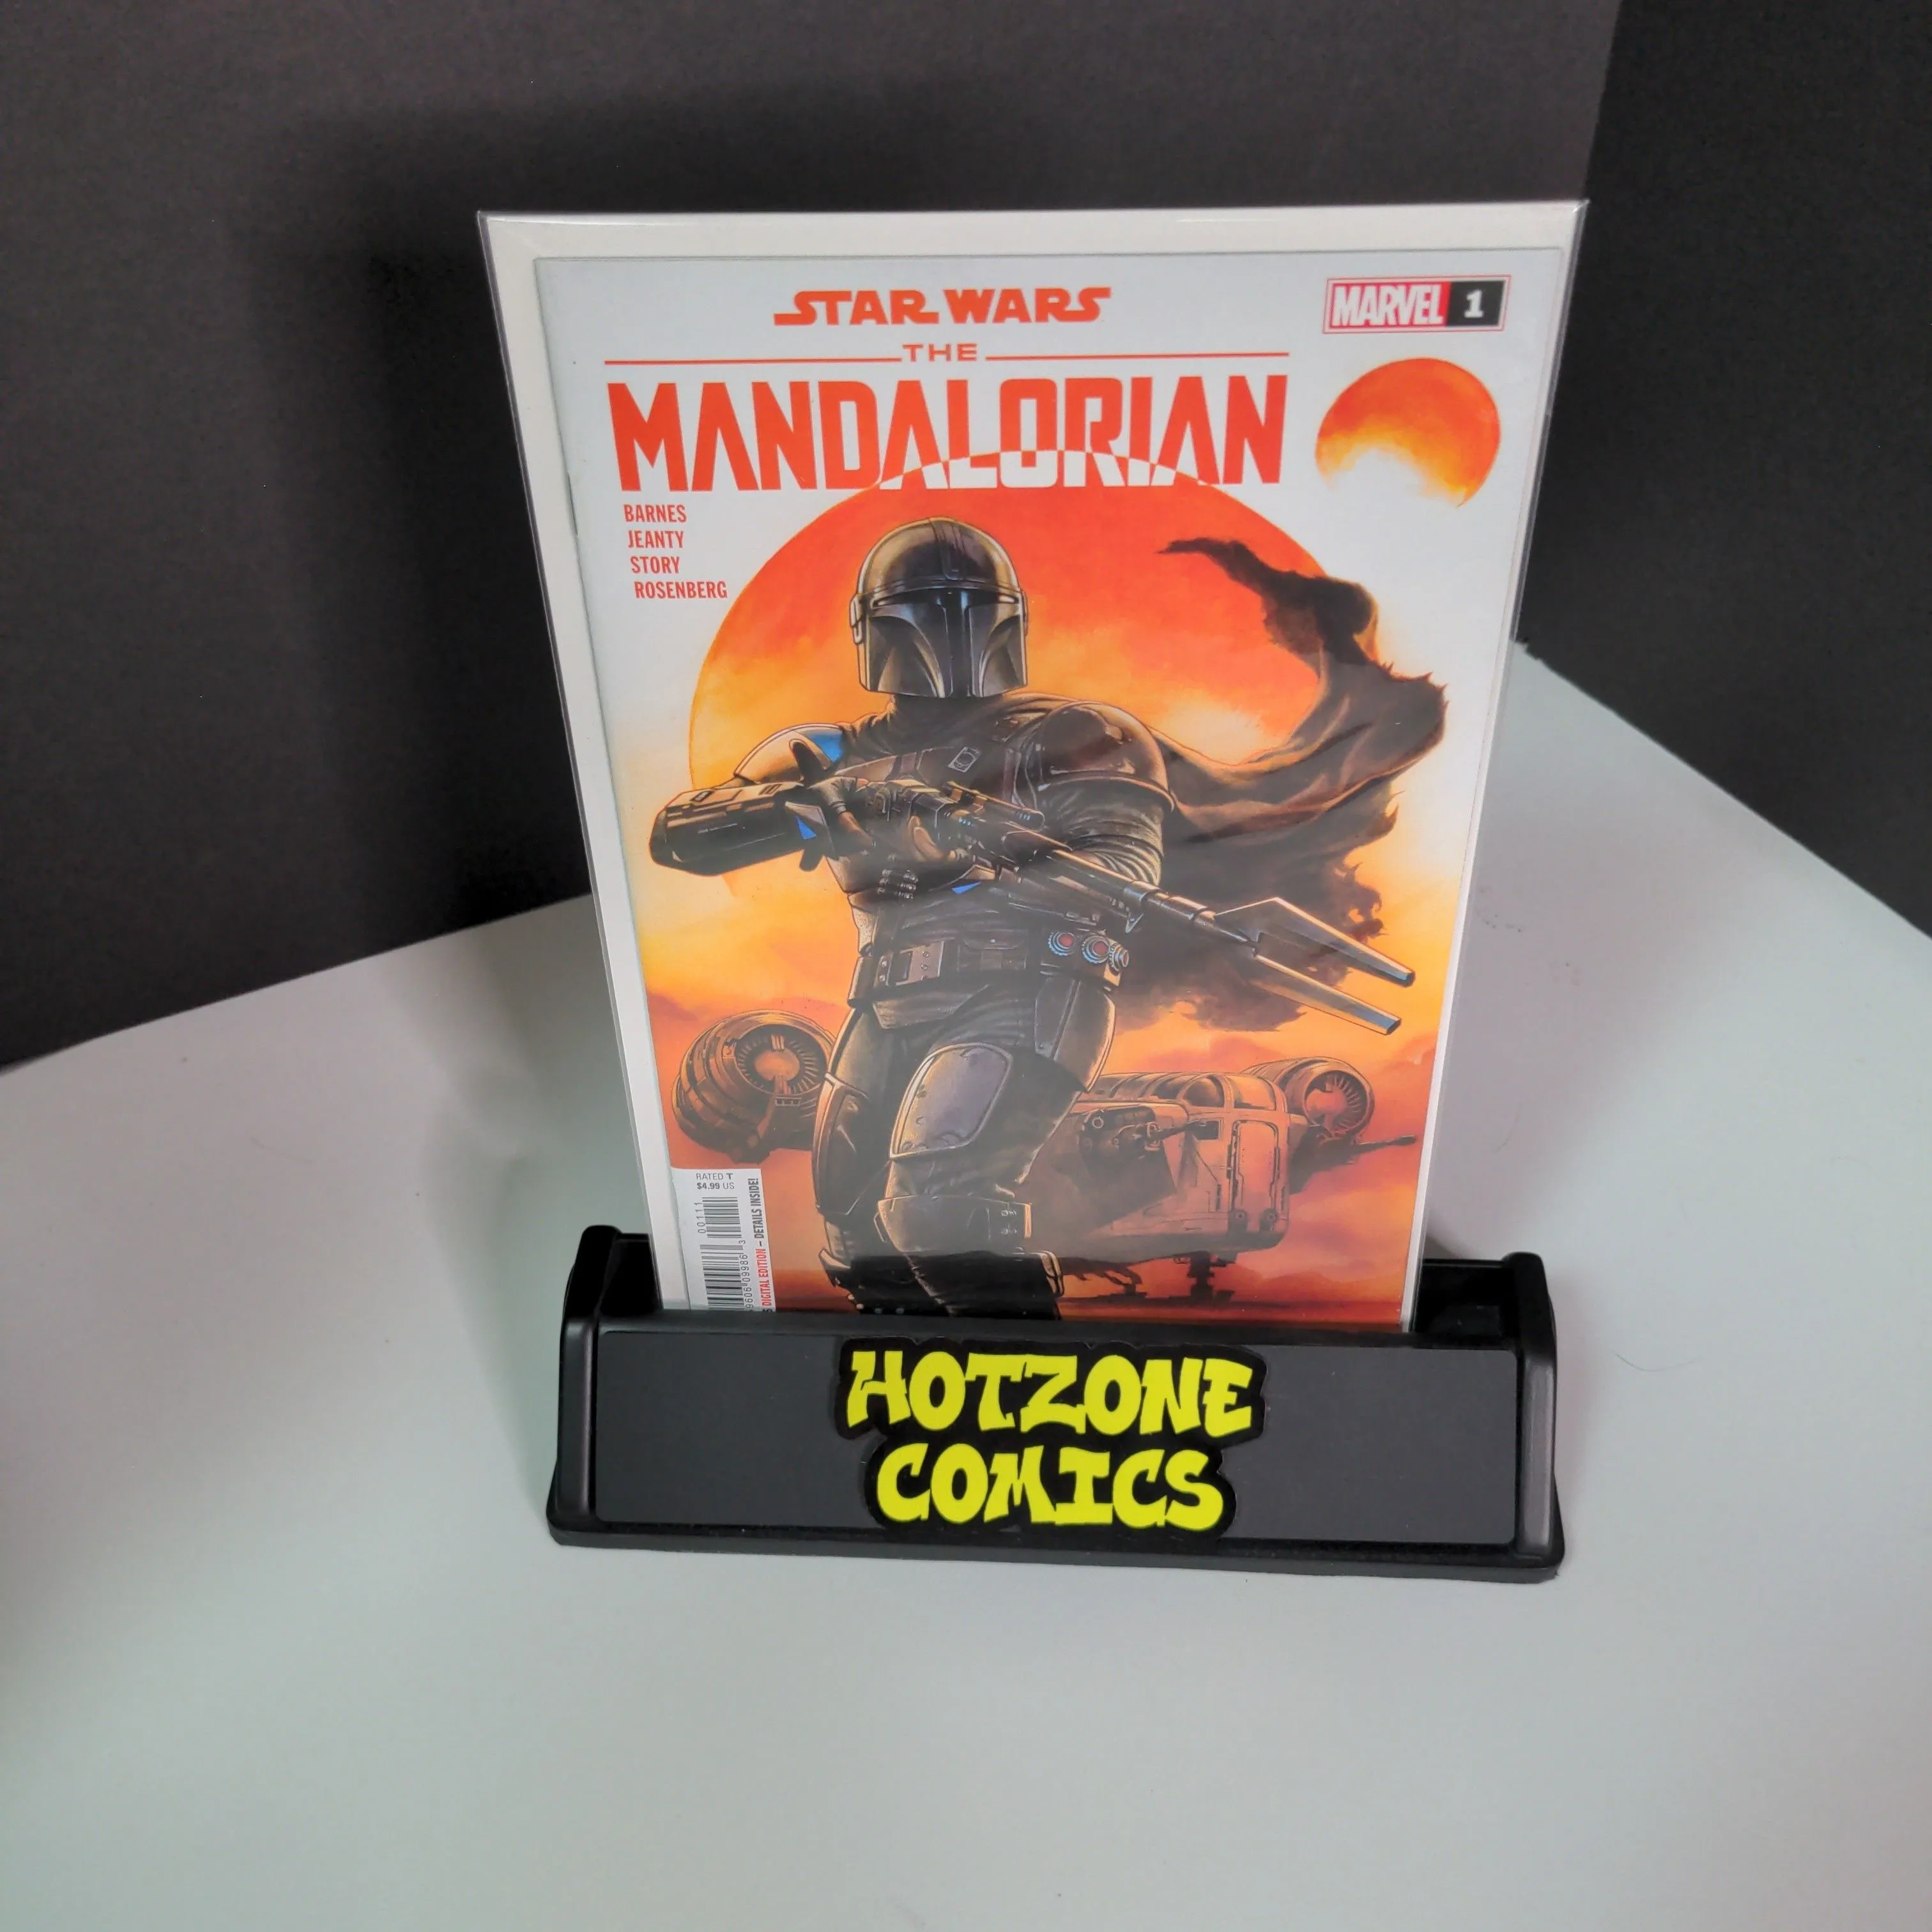 STAR WARS
THE
MANDALORIAN
MARVEL 1
BARNES
JEANTY
STORY
ROSENBERG
RATED T
$4.99 US
00111
DIGITAL EDITION – DETAILS INSIDE!
HOTZONE
COMICS